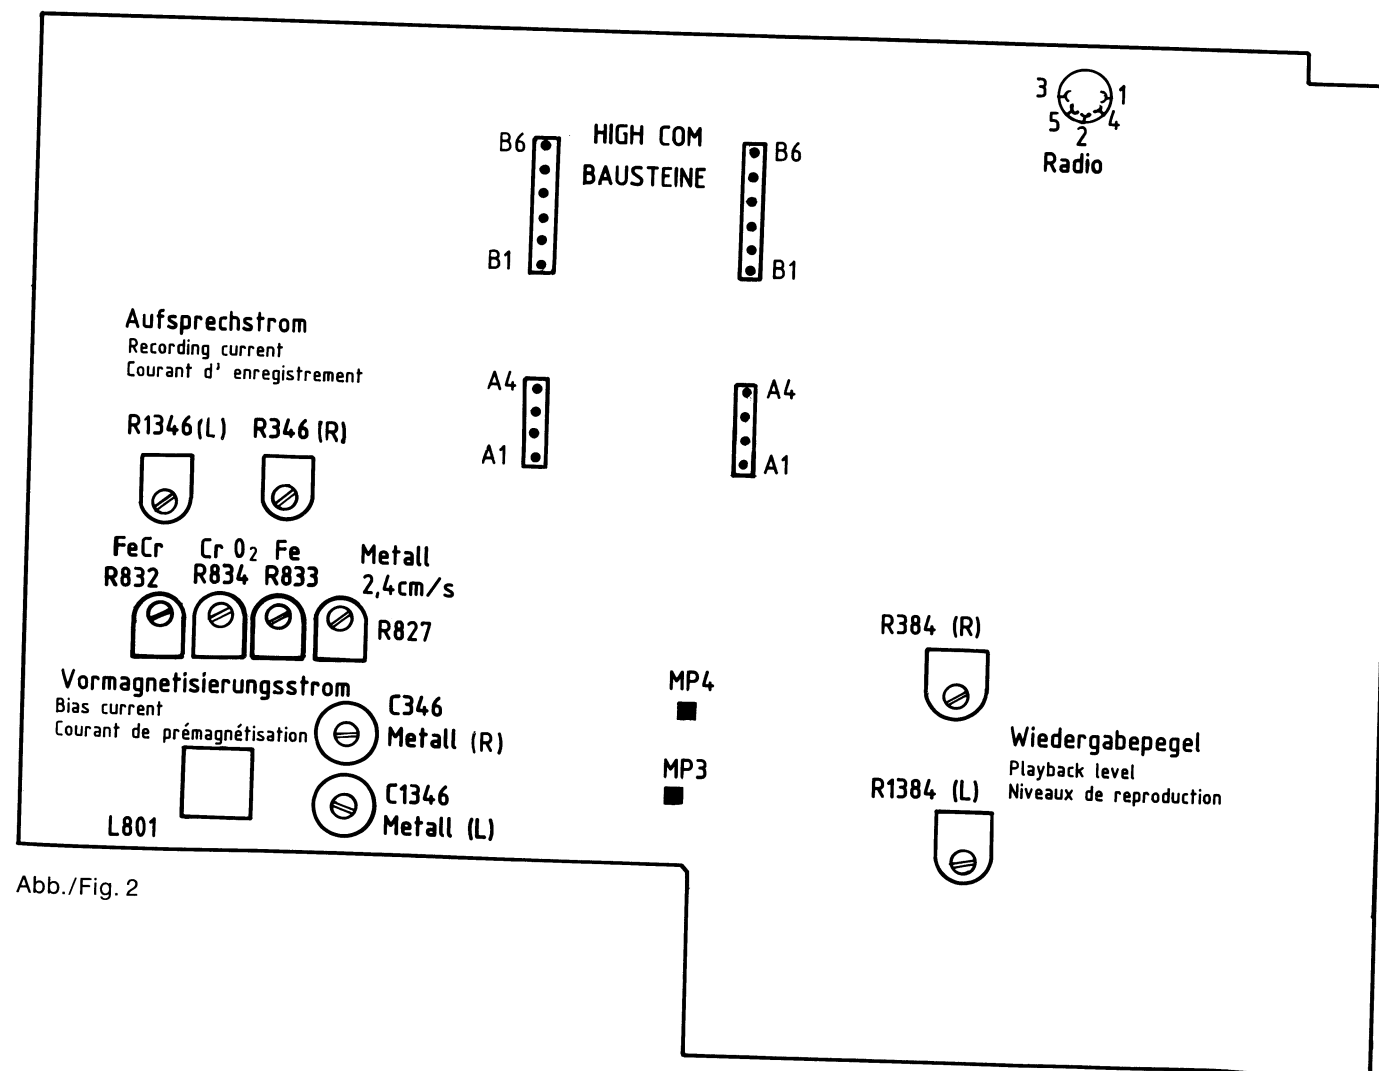 3 1
5 4
2
Radio
HIGH COM
BAUSTEINE
B6
B1
B6
B1
A4
A1
A4
A1
Aufsprechstrom
Recording current
Courant d' enregistrement
R1346 (L) R346 (R)
FeCr Cr O₂ Fe Metall
R832 R834 R833 2,4cm/s
R827
Vormagnetisierungsstrom
Bias current
Courant de prémagnétisation
C346
Metall (R)
C1346
Metall (L)
L801
MP4
MP3
R384 (R)
Wiedergabepegel
Playback level
Niveaux de reproduction
R1384 (L)
Abb./Fig. 2